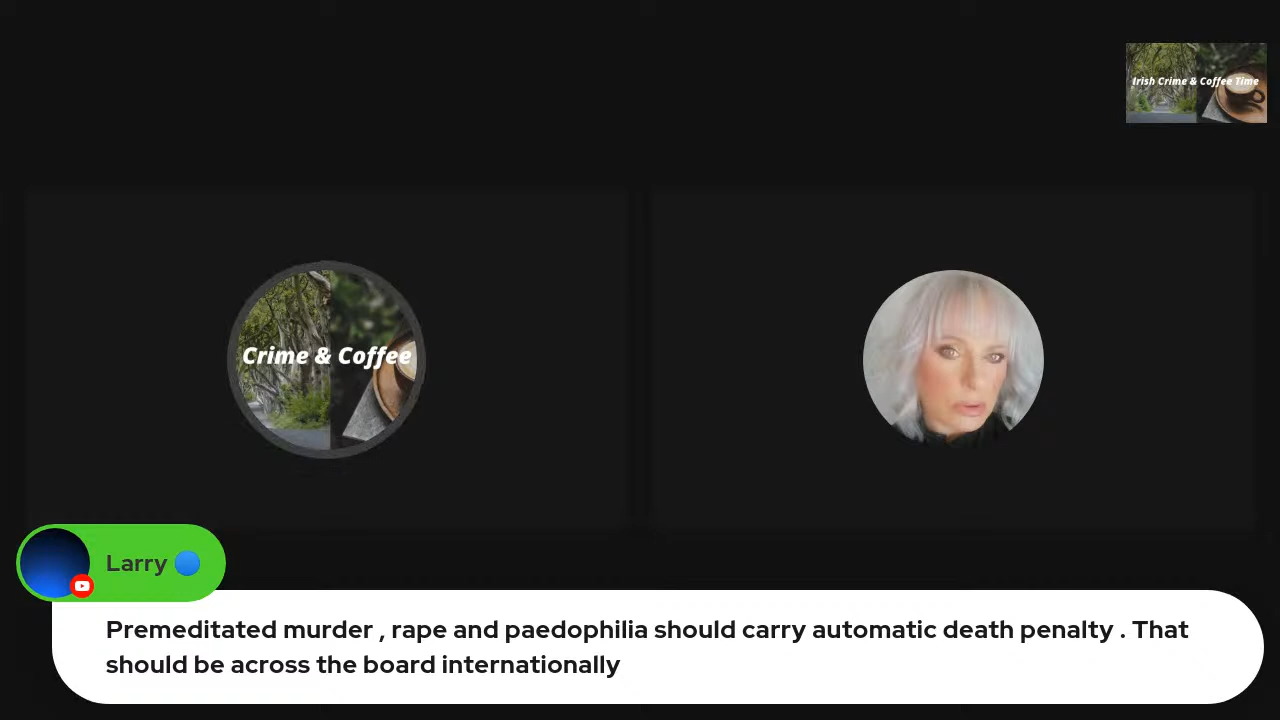 Irish Crime & Coffee Time
Crime & Coffee
Larry
Premeditated murder , rape and paedophilia should carry automatic death penalty . That
should be across the board internationally